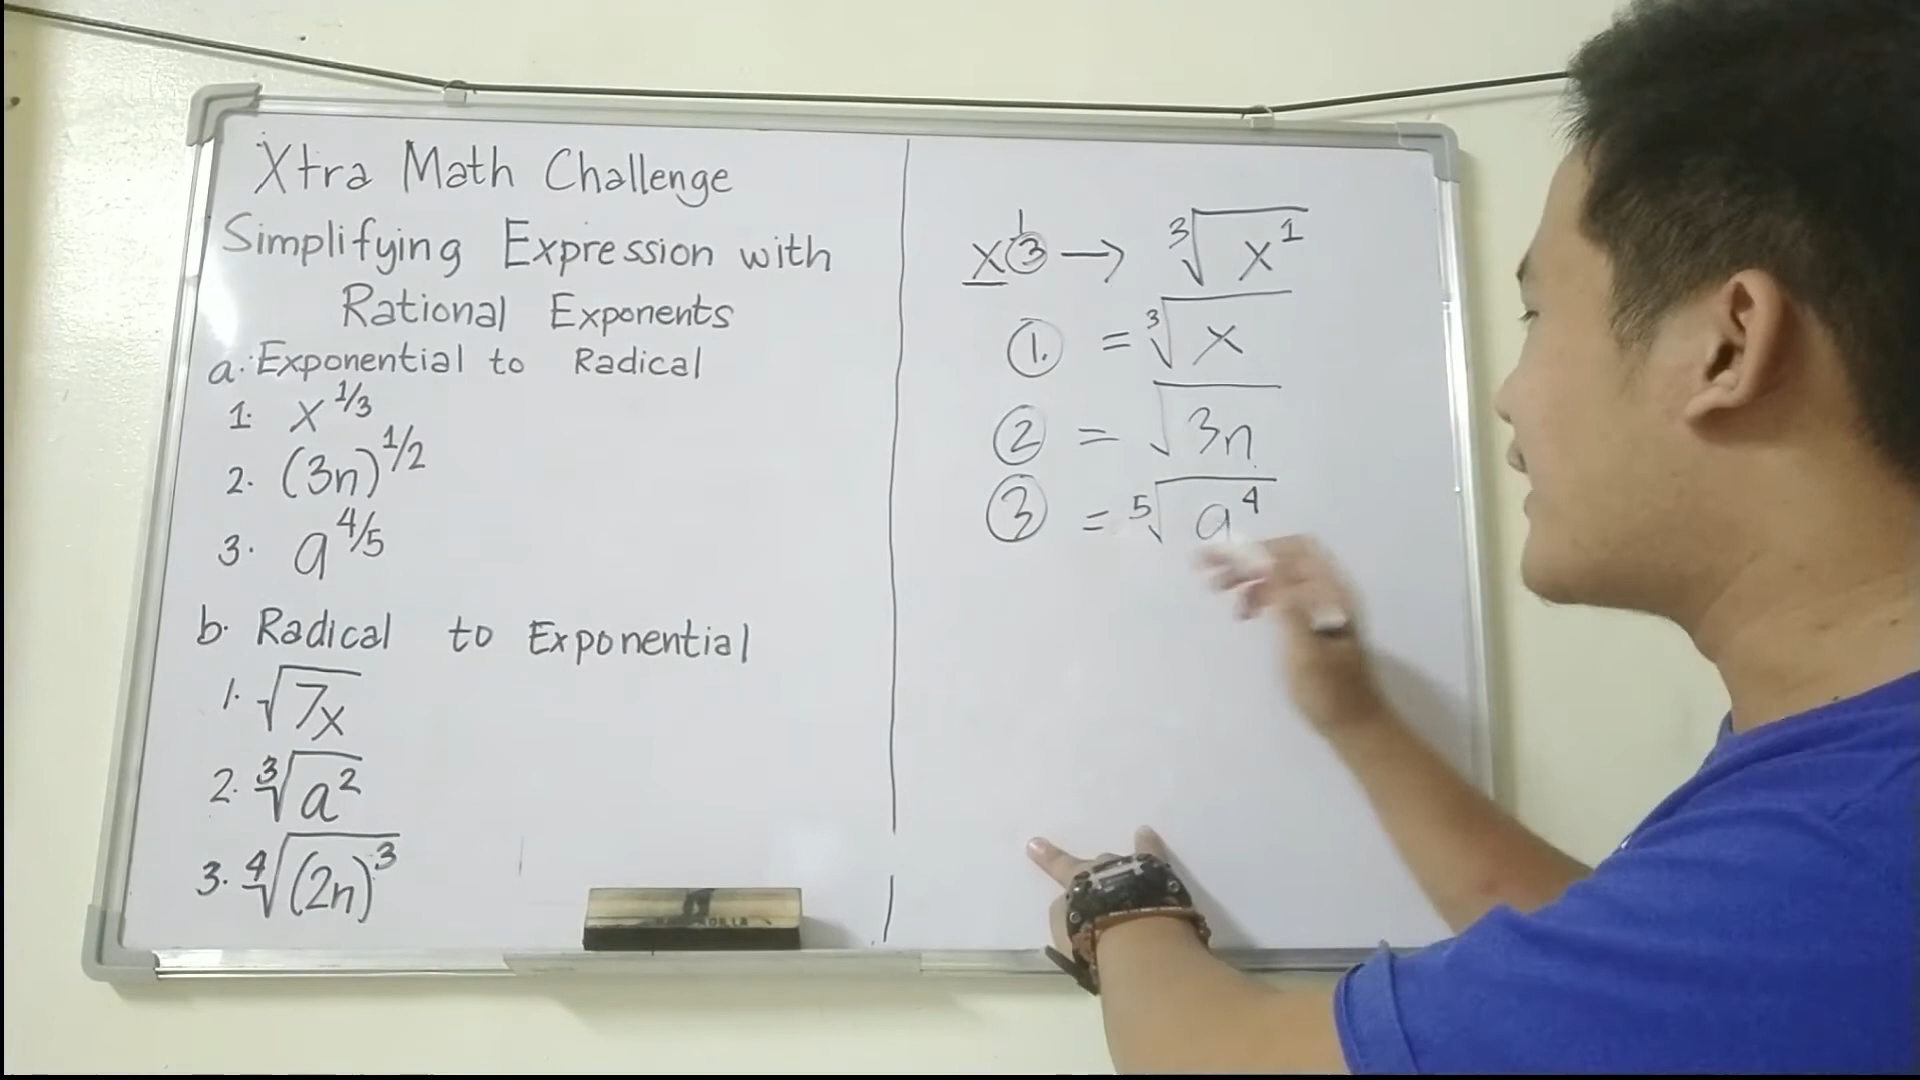 Xtra Math Challenge
Simplifying Expression with
Rational Exponents
a. Exponential to Radical
1. x^1/3
2. (3n)^1/2
3. a^4/5
b. Radical to Exponential
1. √7x
2. ³√a²
3. ⁴√(2n)³
x^1/3 → ³√x¹
①. = ³√x
② = √3n
③ = ⁵√a⁴